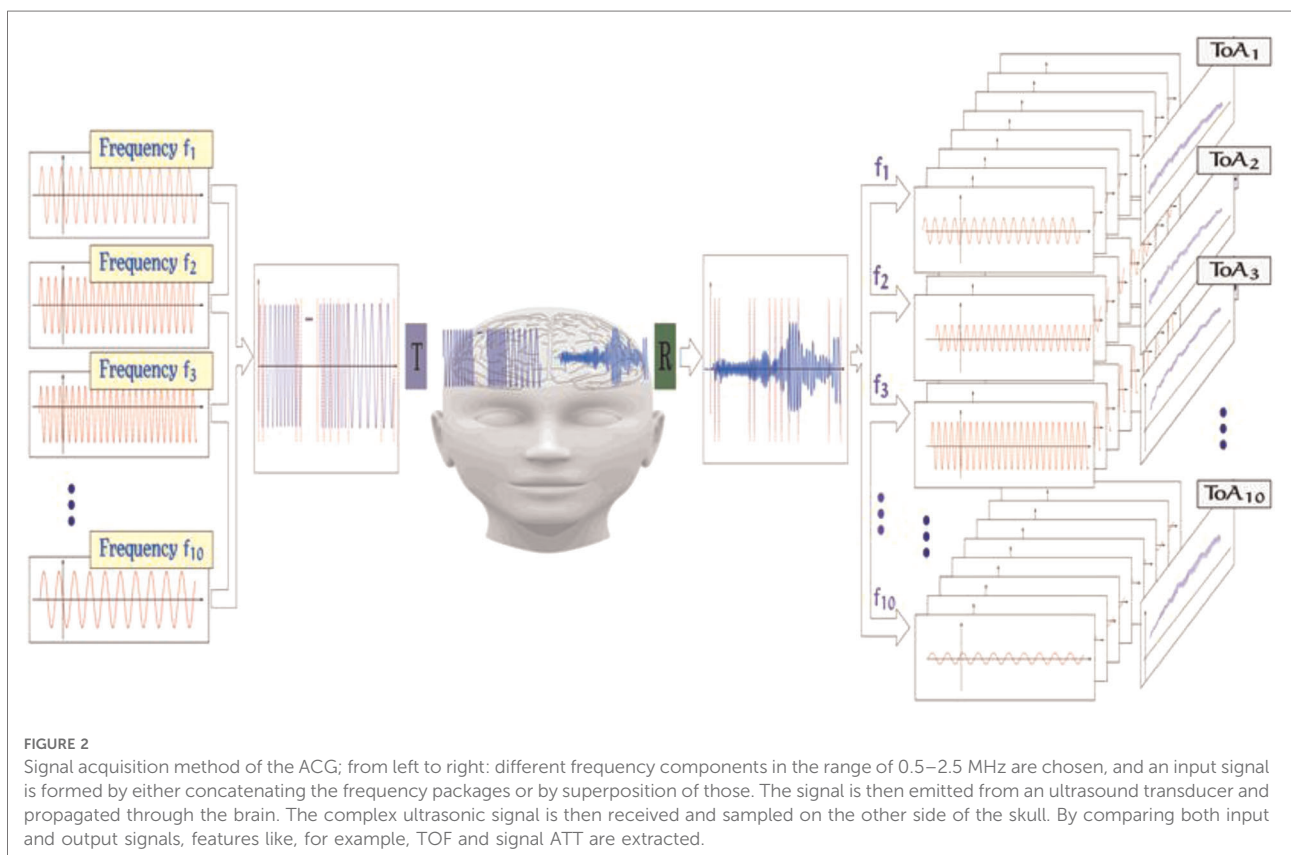 Frequency f1
Frequency f2
Frequency f3
Frequency f10
T
R
f1
f2
f3
f10
ToA1
ToA2
ToA3
ToA10
FIGURE 2
Signal acquisition method of the ACG; from left to right: different frequency components in the range of 0.5–2.5 MHz are chosen, and an input signal
is formed by either concatenating the frequency packages or by superposition of those. The signal is then emitted from an ultrasound transducer and
propagated through the brain. The complex ultrasonic signal is then received and sampled on the other side of the skull. By comparing both input
and output signals, features like, for example, TOF and signal ATT are extracted.